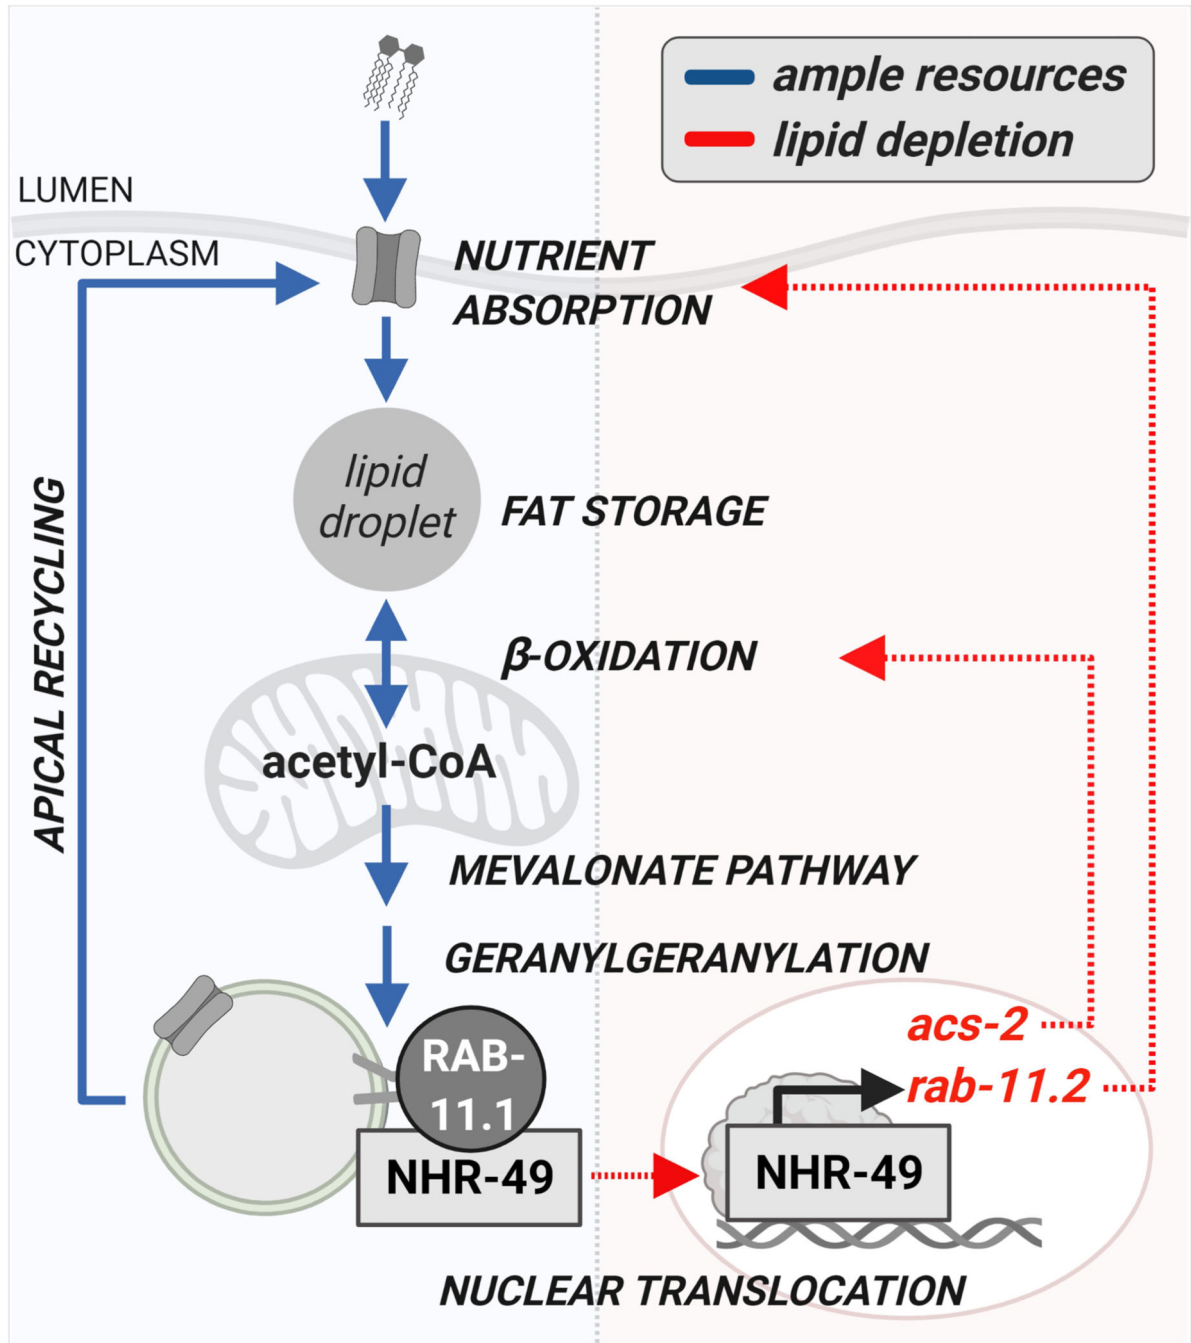 ample resources
lipid depletion
LUMEN
CYTOPLASM
NUTRIENT
ABSORPTION
lipid
droplet
FAT STORAGE
APICAL RECYCLING
β-OXIDATION
acetyl-CoA
MEVALONATE PATHWAY
GERANYLGERANYLATION
RAB-
11.1
NHR-49
acs-2
rab-11.2
NHR-49
NUCLEAR TRANSLOCATION